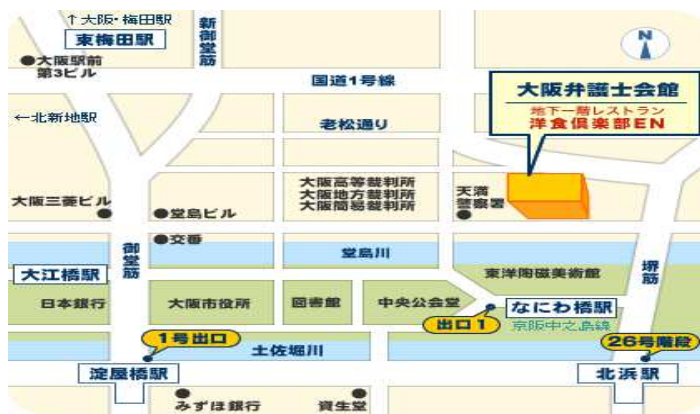 ↑大阪・梅田駅
東梅田駅
新御堂筋
N
●大阪駅前
第3ビル
国道1号線
大阪弁護士会館
地下一階レストラン
洋食倶楽部EN
←北新地駅
老松通り
大阪高等裁判所
大阪地方裁判所
大阪簡易裁判所
天満
警察署
大阪三菱ビル
●堂島ビル
●交番
御堂筋
堂島川
堺筋
大江橋駅
東洋陶磁美術館
日本銀行
大阪市役所
図書館
中央公会堂
なにわ橋駅
出口1
京阪中之島線
1号出口
土佐堀川
26号階段
淀屋橋駅
北浜駅
みずほ銀行
資生堂